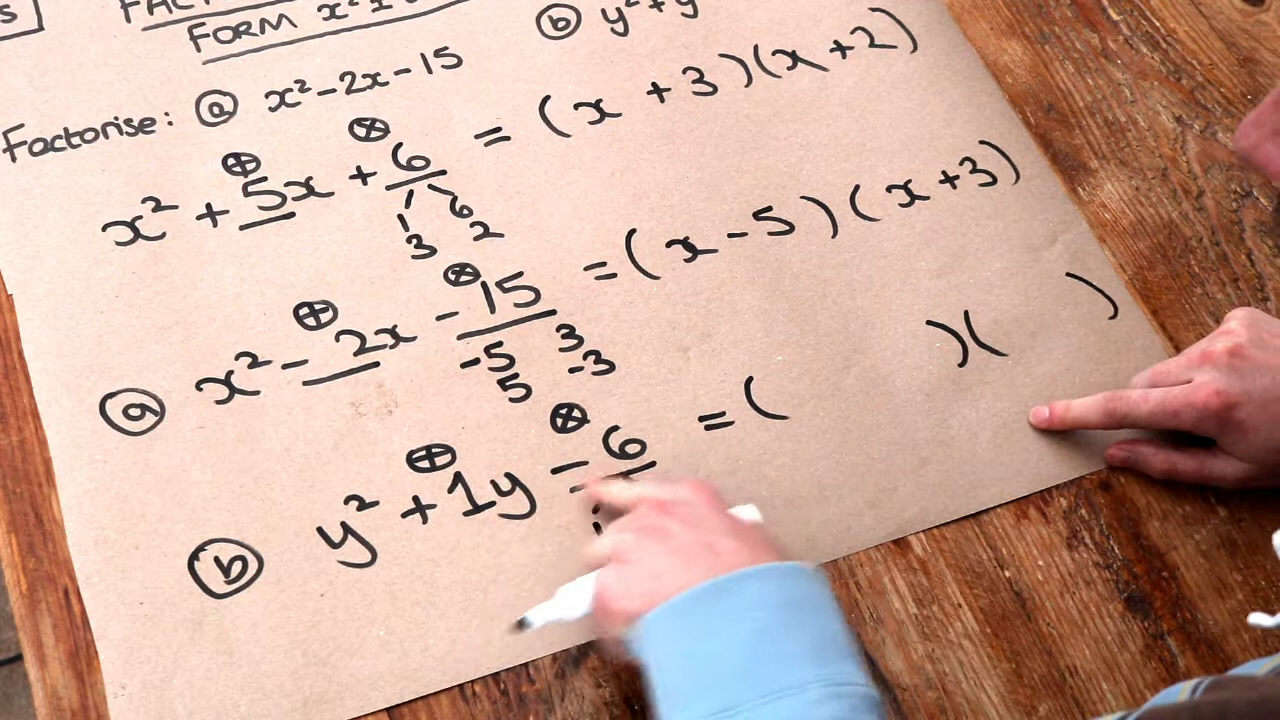 FORM x²
Factorise: ⓐ x² - 2x - 15 ⓑ y² + y
⊕ ⊗
x² + 5x + 6 = (x + 3)(x + 2)
1 6
3 2
⊕ ⊗
ⓐ x² - 2x - 15 = (x - 5)(x + 3)
-5 3
5 -3
⊕ ⊗
ⓑ y² + 1y - 6 = ( )( )